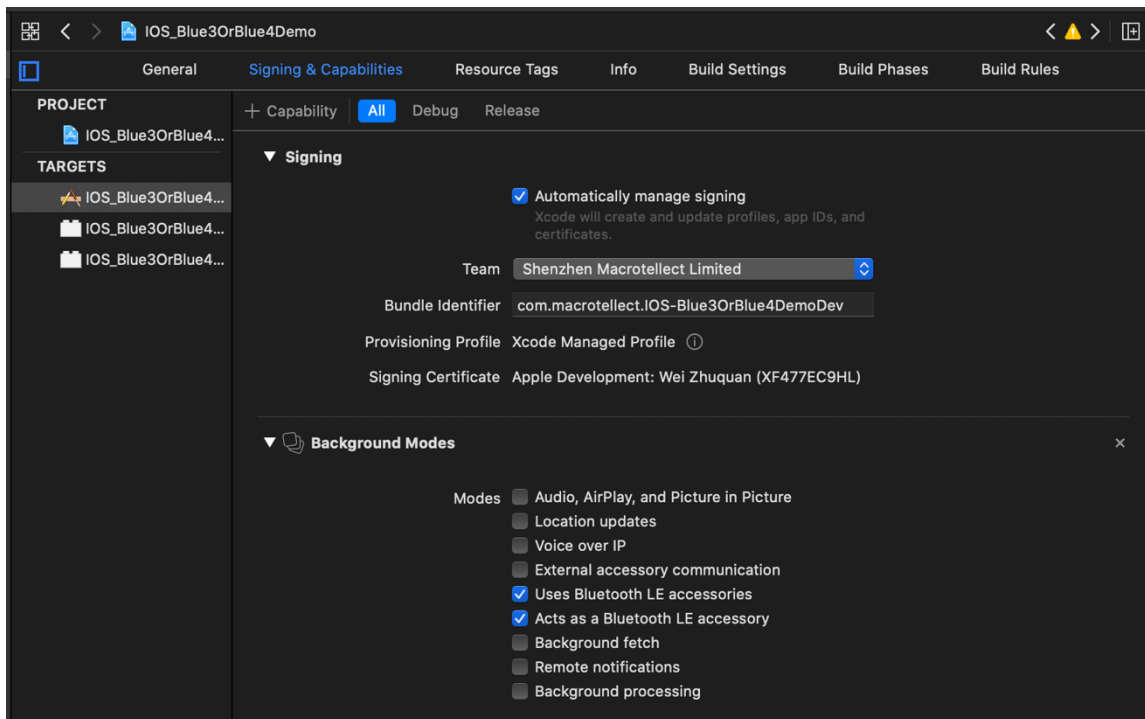 IOS_Blue3OrBlue4Demo
General Signing & Capabilities Resource Tags Info Build Settings Build Phases Build Rules
PROJECT
IOS_Blue3OrBlue4...
TARGETS
IOS_Blue3OrBlue4...
IOS_Blue3OrBlue4...
IOS_Blue3OrBlue4...
+ Capability All Debug Release
Signing
Automatically manage signing
Xcode will create and update profiles, app IDs, and
certificates.
Team Shenzhen Macrotellect Limited
Bundle Identifier com.macrotellect.IOS-Blue3OrBlue4DemoDev
Provisioning Profile Xcode Managed Profile
Signing Certificate Apple Development: Wei Zhuquan (XF477EC9HL)
Background Modes
Modes Audio, AirPlay, and Picture in Picture
Location updates
Voice over IP
External accessory communication
Uses Bluetooth LE accessories
Acts as a Bluetooth LE accessory
Background fetch
Remote notifications
Background processing